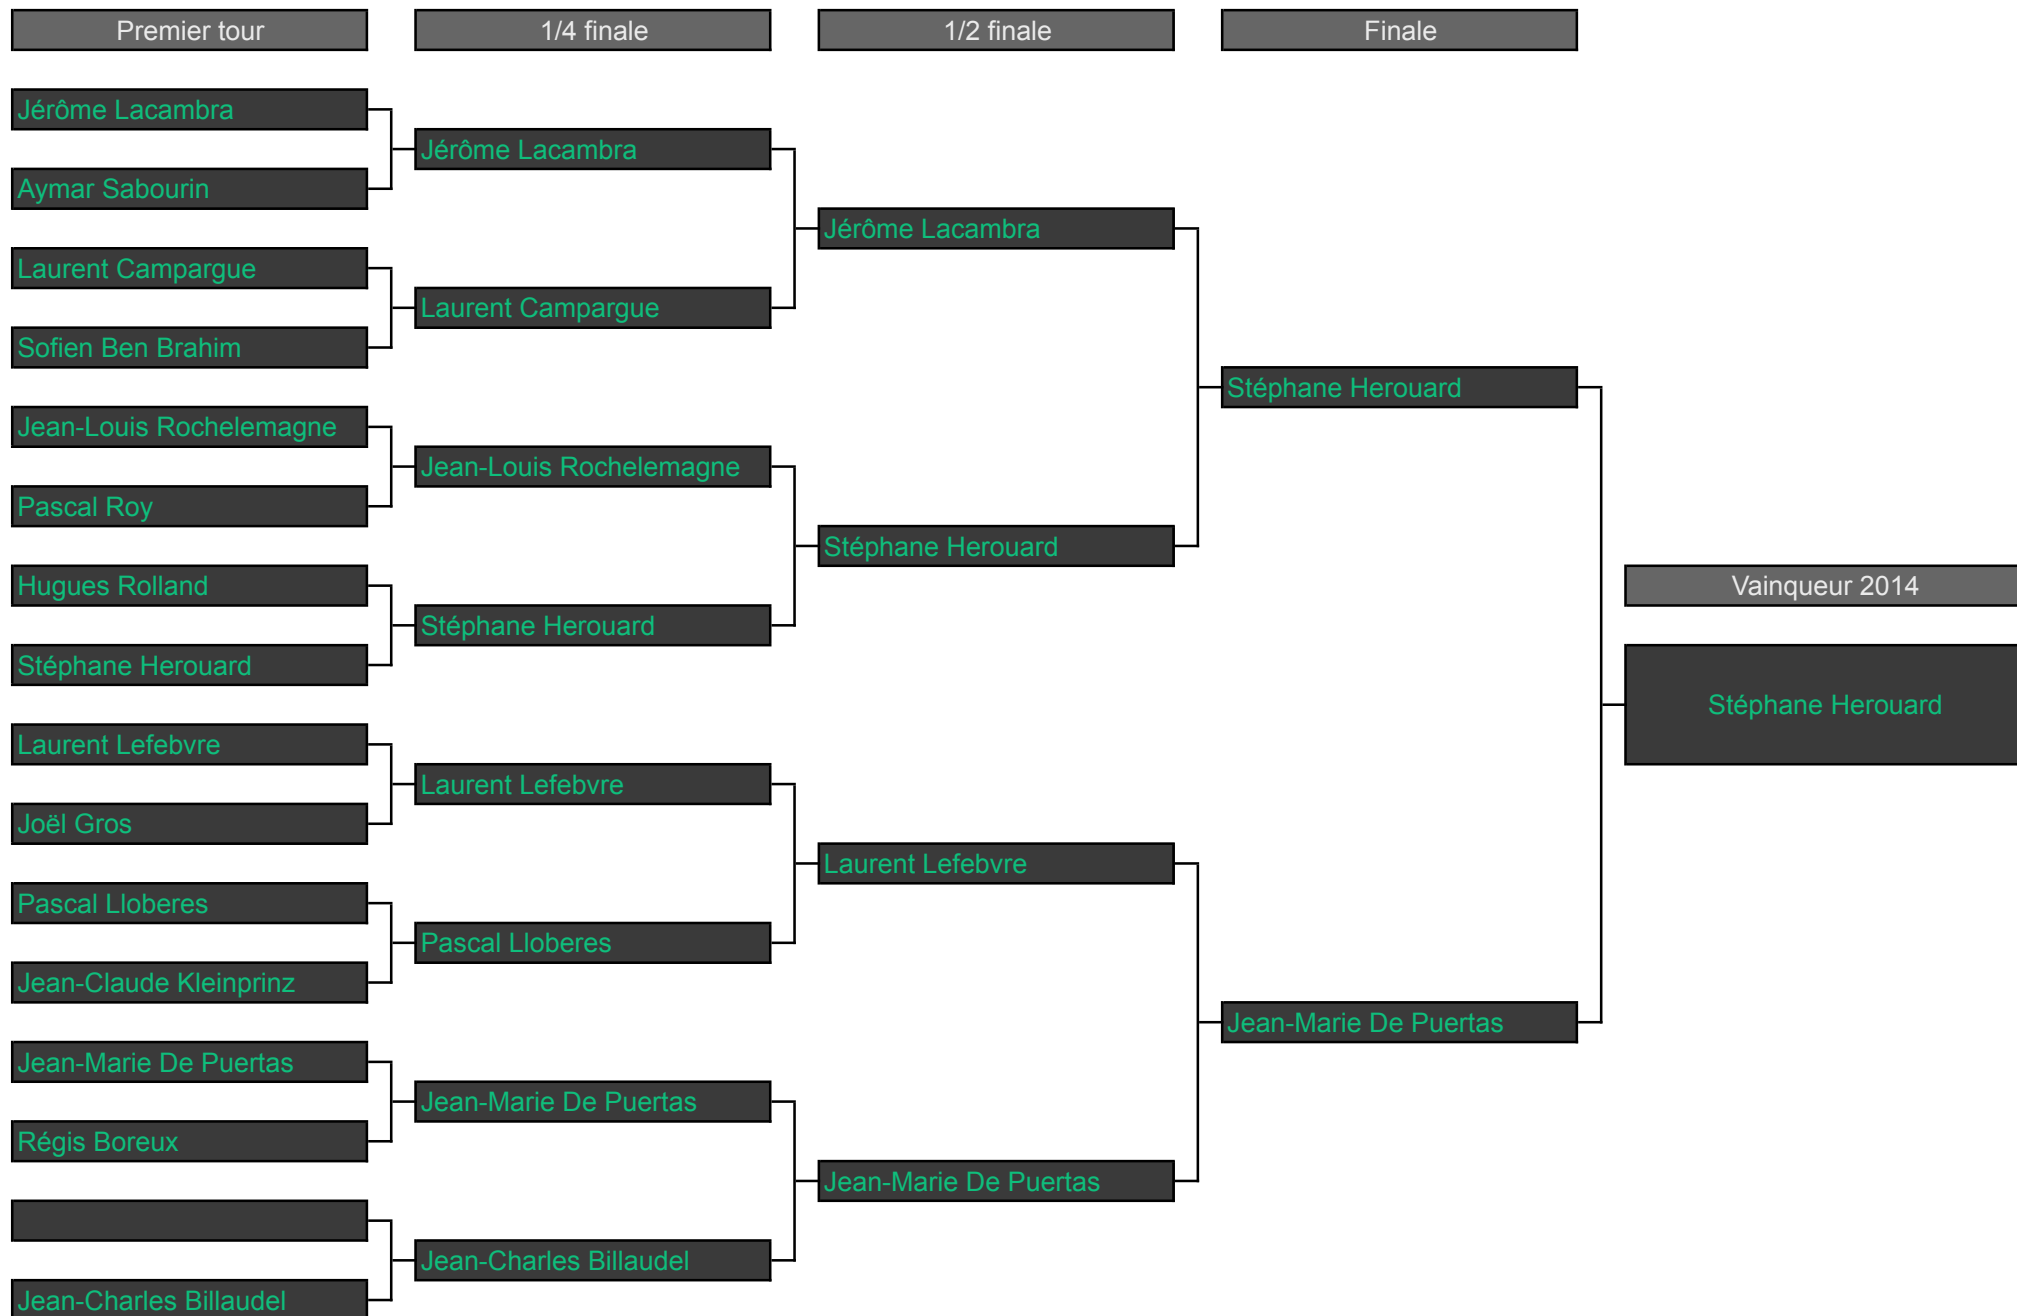 Premier tour
1/4 finale
1/2 finale
Finale
Jérôme Lacambra
Aymar Sabourin
Laurent Campargue
Sofien Ben Brahim
Jean-Louis Rochelemagne
Pascal Roy
Hugues Rolland
Stéphane Herouard
Laurent Lefebvre
Joël Gros
Pascal Lloberes
Jean-Claude Kleinprinz
Jean-Marie De Puertas
Régis Boreux
Jean-Charles Billaudel
Jérôme Lacambra
Laurent Campargue
Jean-Louis Rochelemagne
Stéphane Herouard
Laurent Lefebvre
Pascal Lloberes
Jean-Marie De Puertas
Jean-Charles Billaudel
Jérôme Lacambra
Stéphane Herouard
Laurent Lefebvre
Jean-Marie De Puertas
Stéphane Herouard
Jean-Marie De Puertas
Vainqueur 2014
Stéphane Herouard